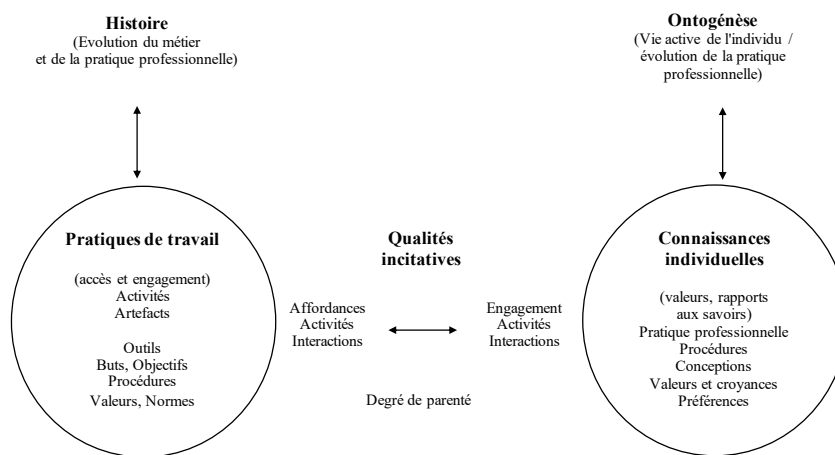 Histoire
(Evolution du métier
et de la pratique professionnelle)
Ontogénèse
(Vie active de l'individu /
évolution de la pratique
professionnelle)
Pratiques de travail
(accès et engagement)
Activités
Artefacts
Outils
Buts, Objectifs
Procédures
Valeurs, Normes
Qualités
incitatives
Affordances
Activités
Interactions
Engagement
Activités
Interactions
Degré de parenté
Connaissances
individuelles
(valeurs, rapports
aux savoirs)
Pratique professionnelle
Procédures
Conceptions
Valeurs et croyances
Préférences